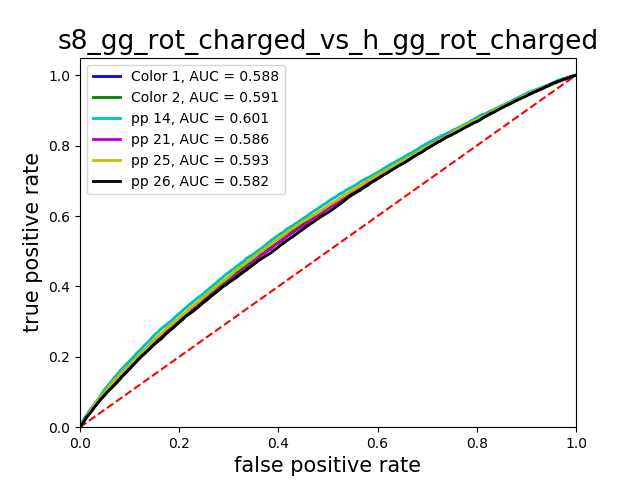 s8_gg_rot_charged_vs_h_gg_rot_charged
Color 1, AUC = 0.588
Color 2, AUC = 0.591
pp 14, AUC = 0.601
pp 21, AUC = 0.586
pp 25, AUC = 0.593
pp 26, AUC = 0.582
true positive rate
1.0
0.8
0.6
0.4
0.2
0.0
0.0 0.2 0.4 0.6 0.8 1.0
false positive rate